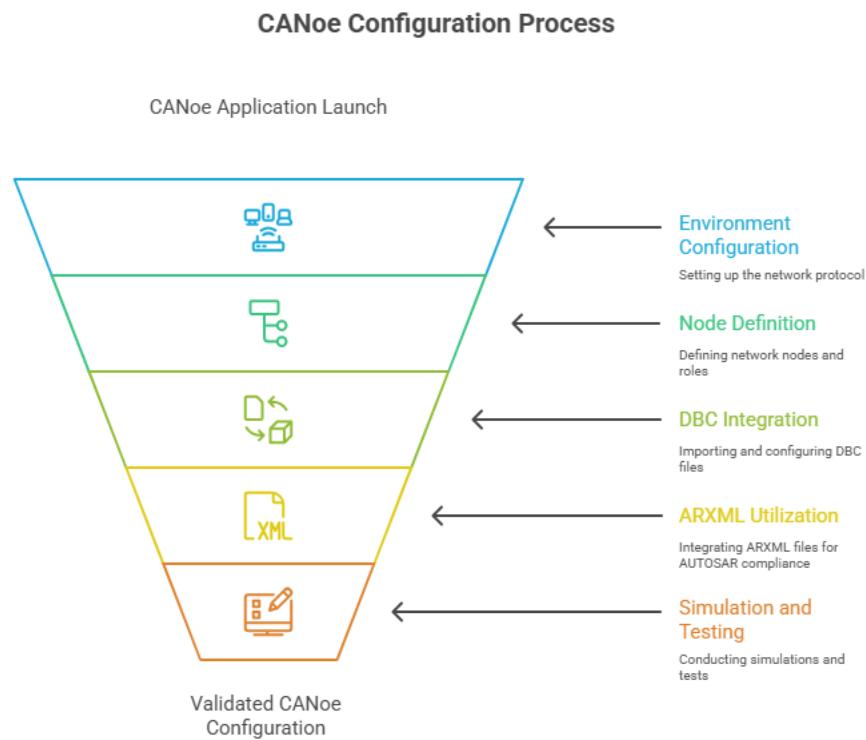 CANoe Configuration Process
CANoe Application Launch
Environment
Configuration
Setting up the network protocol
Node Definition
Defining network nodes and
roles
DBC Integration
Importing and configuring DBC
files
XML
ARXML Utilization
Integrating ARXML files for
AUTOSAR compliance
Simulation and
Testing
Conducting simulations and
tests
Validated CANoe
Configuration